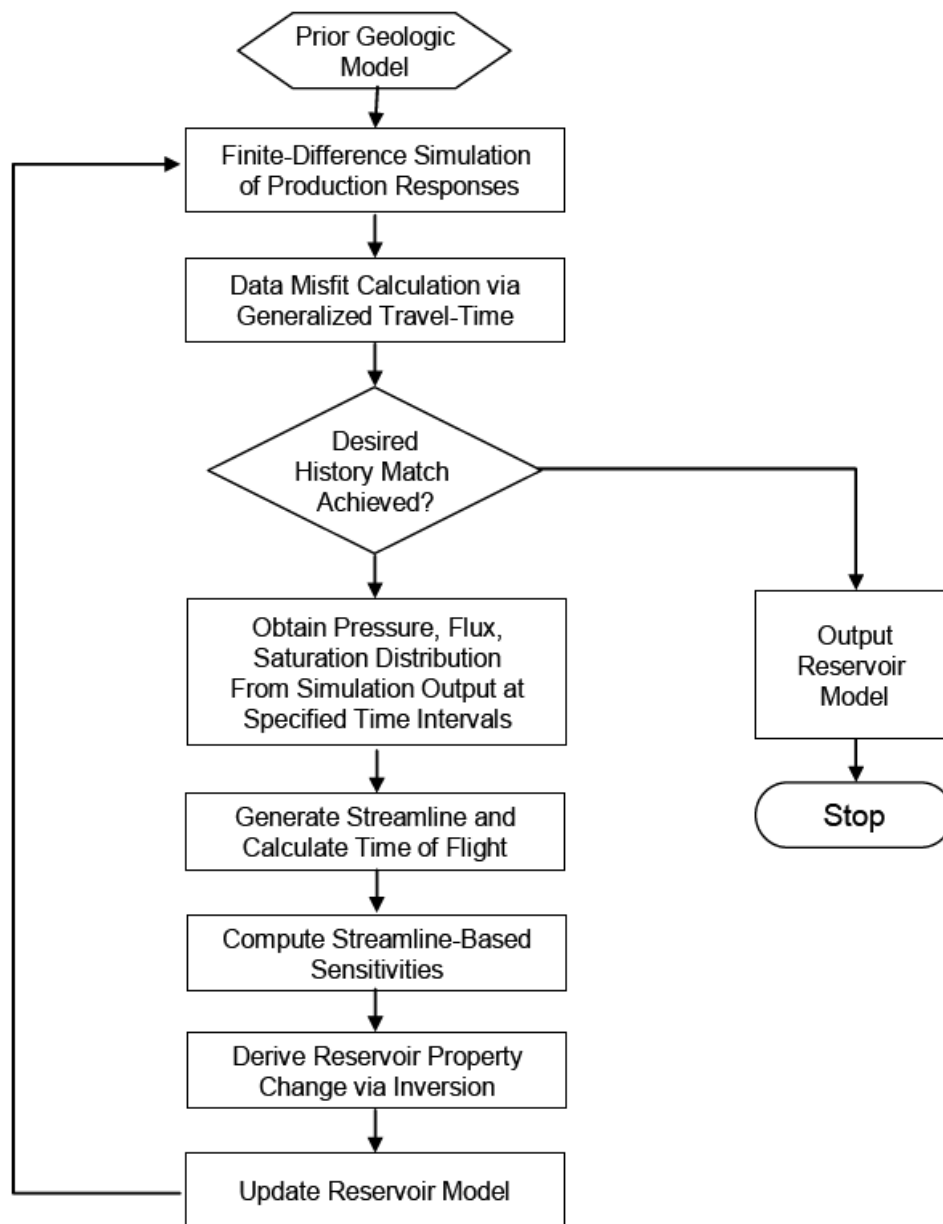 Prior Geologic
Model
Finite-Difference Simulation
of Production Responses
Data Misfit Calculation via
Generalized Travel-Time
Desired
History Match
Achieved?
Obtain Pressure, Flux,
Saturation Distribution
From Simulation Output at
Specified Time Intervals
Output
Reservoir
Model
Generate Streamline and
Calculate Time of Flight
Stop
Compute Streamline-Based
Sensitivities
Derive Reservoir Property
Change via Inversion
Update Reservoir Model